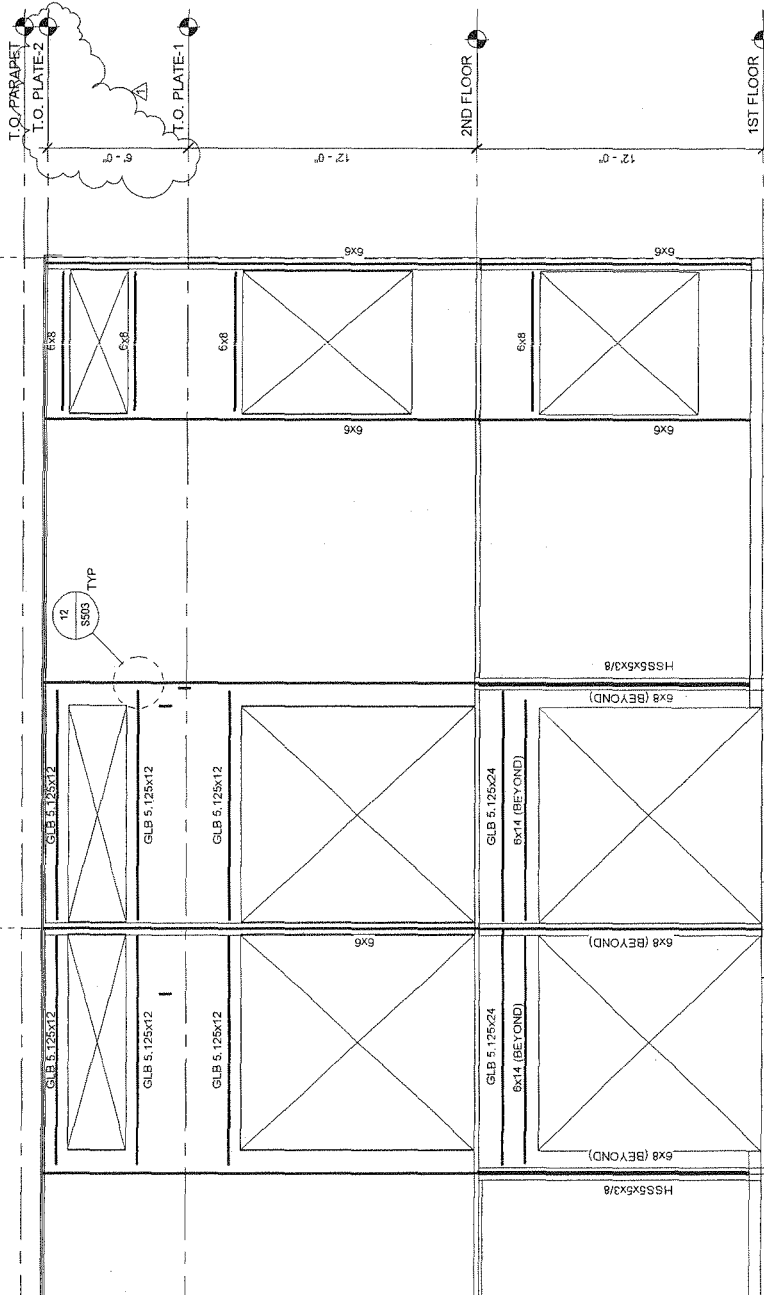 T.O. PARAPET
T.O. PLATE-2
1
T.O. PLATE-1
2ND FLOOR
1ST FLOOR
6' - 0"
12' - 0"
12' - 0"
6x6
6x6
6x8
6x8
6x8
6x8
6x6
6x6
12
S503
TYP
HSS5x5x3/8
6x8 (BEYOND)
GLB 5.125x12
GLB 5.125x12
GLB 5.125x12
GLB 5.125x24
6x14 (BEYOND)
6x6
6x8 (BEYOND)
GLB 5.125x12
GLB 5.125x12
GLB 5.125x12
GLB 5.125x24
6x14 (BEYOND)
6x8 (BEYOND)
HSS5x5x3/8